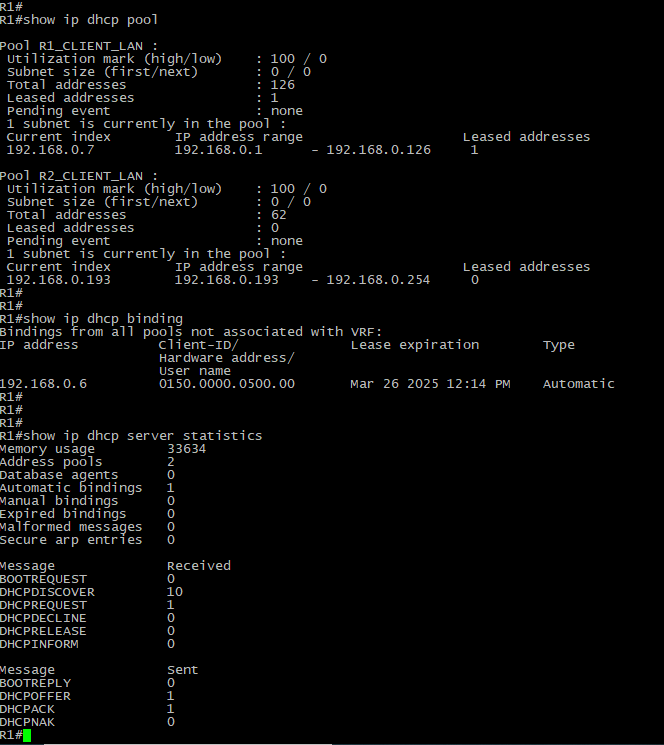 R1#
R1#show ip dhcp pool

Pool R1_CLIENT_LAN :
 Utilization mark (high/low)    : 100 / 0
 Subnet size (first/next)       : 0 / 0
 Total addresses                : 126
 Leased addresses               : 1
 Pending event                  : none
 1 subnet is currently in the pool :
 Current index        IP address range                    Leased addresses
 192.168.0.7          192.168.0.1      - 192.168.0.126     1

Pool R2_CLIENT_LAN :
 Utilization mark (high/low)    : 100 / 0
 Subnet size (first/next)       : 0 / 0
 Total addresses                : 62
 Leased addresses               : 0
 Pending event                  : none
 1 subnet is currently in the pool :
 Current index        IP address range                    Leased addresses
 192.168.0.193        192.168.0.193    - 192.168.0.254     0
R1#
R1#
R1#show ip dhcp binding
Bindings from all pools not associated with VRF:
IP address          Client-ID/              Lease expiration        Type
                    Hardware address/
                    User name
192.168.0.6         0150.0000.0500.00       Mar 26 2025 12:14 PM    Automatic
R1#
R1#
R1#
R1#show ip dhcp server statistics
Memory usage         33634
Address pools        2
Database agents      0
Automatic bindings   1
Manual bindings      0
Expired bindings     0
Malformed messages   0
Secure arp entries   0

Message              Received
BOOTREQUEST          0
DHCPDISCOVER         10
DHCPREQUEST          1
DHCPDECLINE          0
DHCPRELEASE          0
DHCPINFORM           0

Message              Sent
BOOTREPLY            0
DHCPOFFER            1
DHCPACK              1
DHCPNAK              0
R1#